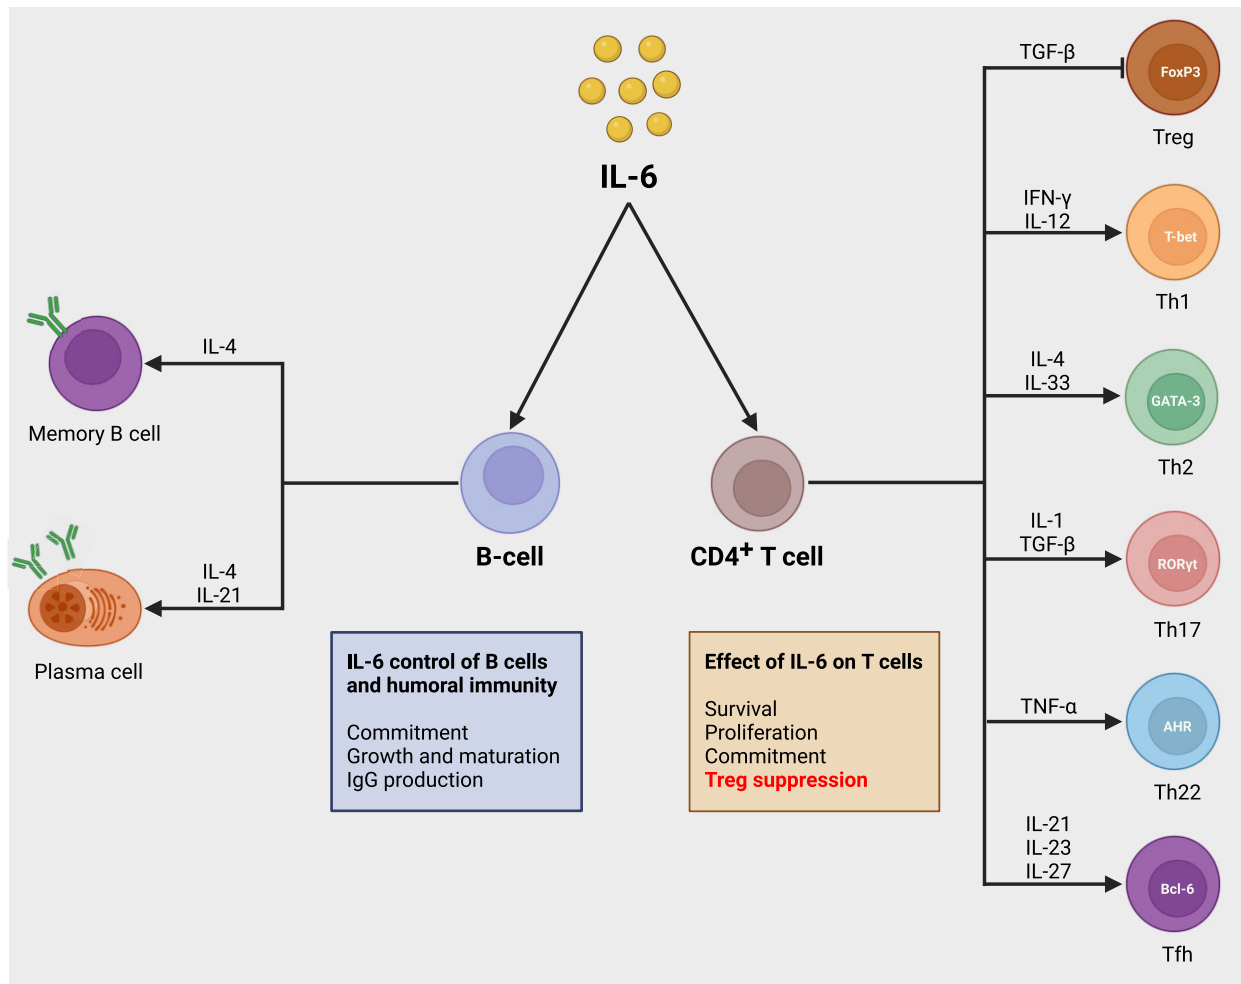 IL-6
Memory B cell
IL-4
Plasma cell
IL-4
IL-21
B-cell
CD4+ T cell
IL-6 control of B cells
and humoral immunity
Commitment
Growth and maturation
IgG production
Effect of IL-6 on T cells
Survival
Proliferation
Commitment
Treg suppression
TGF-β
FoxP3
Treg
IFN-γ
IL-12
T-bet
Th1
IL-4
IL-33
GATA-3
Th2
IL-1
TGF-β
RORγt
Th17
TNF-α
AHR
Th22
IL-21
IL-23
IL-27
Bcl-6
Tfh